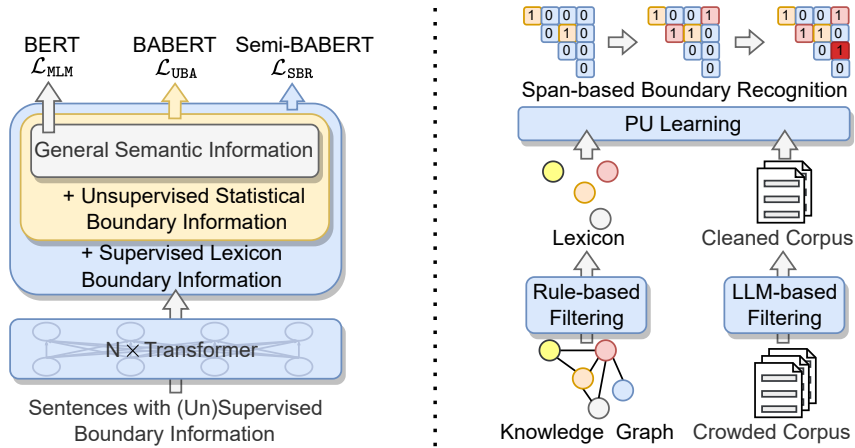 BERT BABERT Semi-BABERT
ℒMLM ℒUBA ℒSBR
General Semantic Information
+ Unsupervised Statistical
Boundary Information
+ Supervised Lexicon
Boundary Information
N × Transformer
Sentences with (Un)Supervised
Boundary Information
1 0 0 0 1 0 0 1 1 0 0 1
0 1 0 1 1 0 1 1 0
0 0 0 0 0 1
0 0 0
Span-based Boundary Recognition
PU Learning
Lexicon Cleaned Corpus
Rule-based
Filtering
LLM-based
Filtering
Knowledge Graph Crowded Corpus